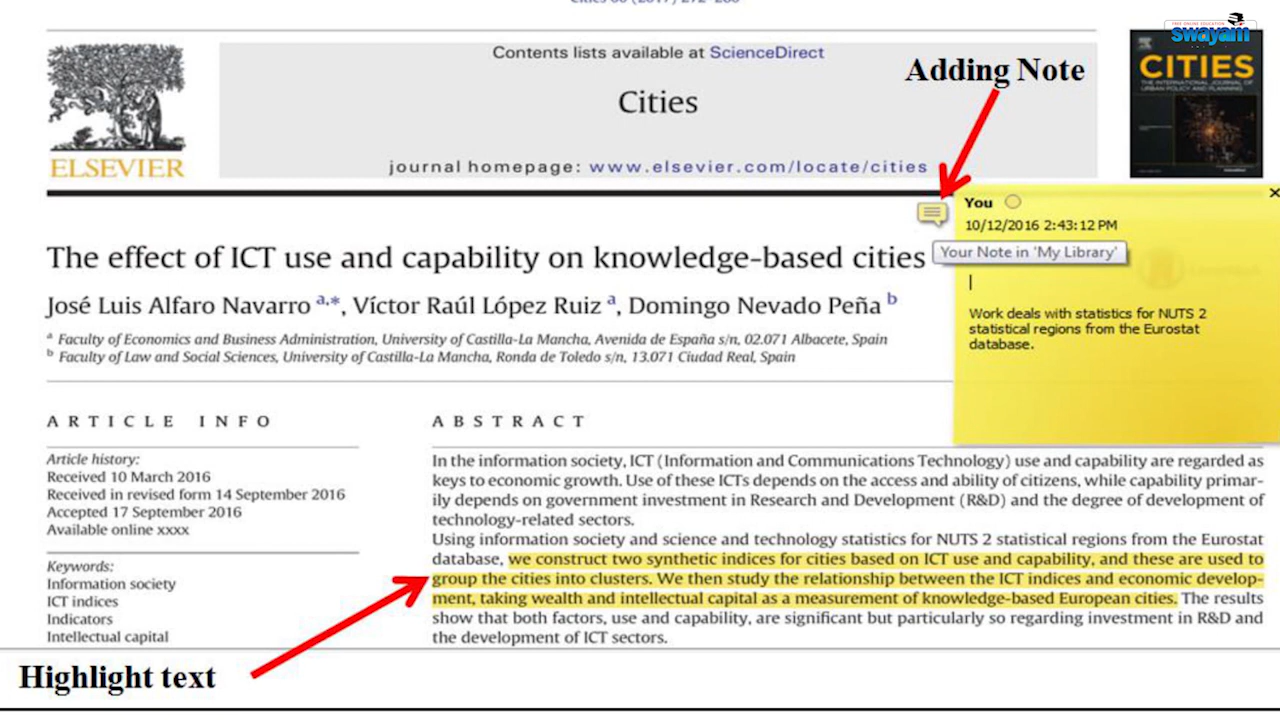 FREE ONLINE EDUCATION
swayam
Contents lists available at ScienceDirect
Adding Note
Cities
journal homepage: www.elsevier.com/locate/cities
ELSEVIER
CITIES
THE INTERNATIONAL JOURNAL OF
URBAN POLICY AND PLANNING
You
10/12/2016 2:43:12 PM
Your Note in 'My Library'
Work deals with statistics for NUTS 2
statistical regions from the Eurostat
database.
The effect of ICT use and capability on knowledge-based cities
José Luis Alfaro Navarro a,*, Víctor Raúl López Ruiz a, Domingo Nevado Peña b
a Faculty of Economics and Business Administration, University of Castilla-La Mancha, Avenida de España s/n, 02.071 Albacete, Spain
b Faculty of Law and Social Sciences, University of Castilla-La Mancha, Ronda de Toledo s/n, 13.071 Ciudad Real, Spain
ARTICLE INFO
Article history:
Received 10 March 2016
Received in revised form 14 September 2016
Accepted 17 September 2016
Available online xxxx
Keywords:
Information society
ICT indices
Indicators
Intellectual capital
ABSTRACT
In the information society, ICT (Information and Communications Technology) use and capability are regarded as
keys to economic growth. Use of these ICTs depends on the access and ability of citizens, while capability primar-
ily depends on government investment in Research and Development (R&D) and the degree of development of
technology-related sectors.
Using information society and science and technology statistics for NUTS 2 statistical regions from the Eurostat
database, we construct two synthetic indices for cities based on ICT use and capability, and these are used to
group the cities into clusters. We then study the relationship between the ICT indices and economic develop-
ment, taking wealth and intellectual capital as a measurement of knowledge-based European cities. The results
show that both factors, use and capability, are significant but particularly so regarding investment in R&D and
the development of ICT sectors.
Highlight text